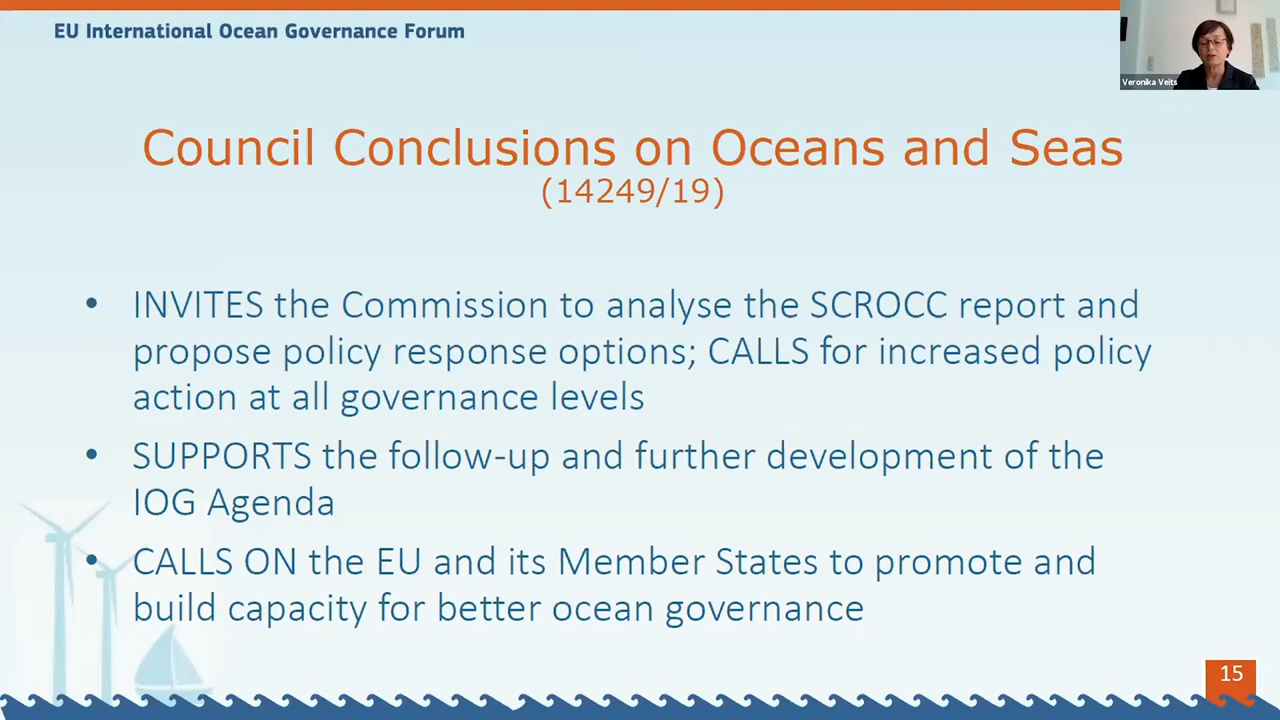 EU International Ocean Governance Forum
Veronika Veits
Council Conclusions on Oceans and Seas
(14249/19)
• INVITES the Commission to analyse the SCROCC report and
propose policy response options; CALLS for increased policy
action at all governance levels
• SUPPORTS the follow-up and further development of the
IOG Agenda
• CALLS ON the EU and its Member States to promote and
build capacity for better ocean governance
15